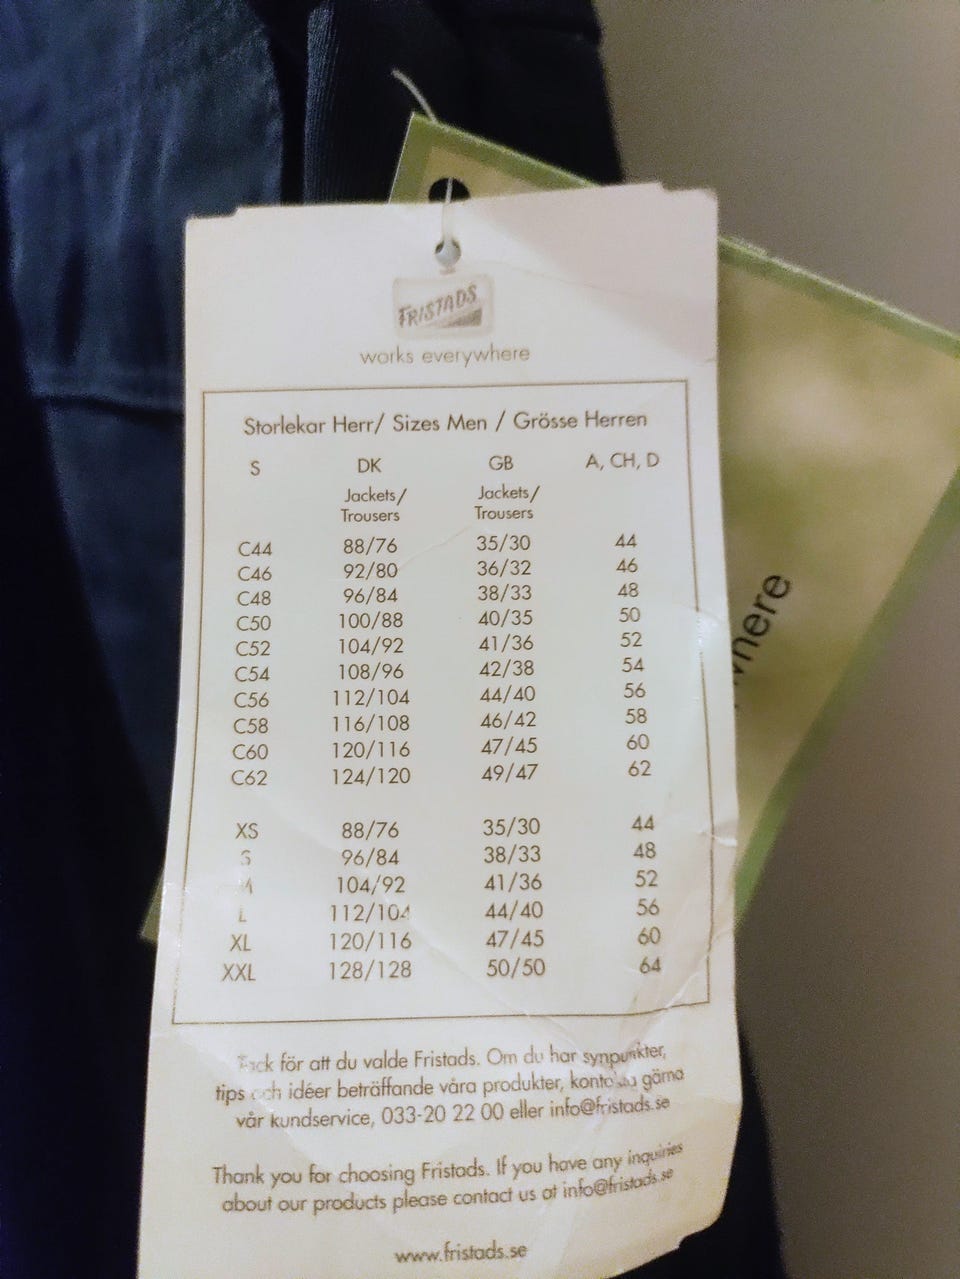 FRISTADS
works everywhere
Storlekar Herr/ Sizes Men / Grösse Herren
S DK GB A, CH, D
Jackets/ Jackets/
Trousers Trousers
C44 88/76 35/30 44
C46 92/80 36/32 46
C48 96/84 38/33 48
C50 100/88 40/35 50
C52 104/92 41/36 52
C54 108/96 42/38 54
C56 112/104 44/40 56
C58 116/108 46/42 58
C60 120/116 47/45 60
C62 124/120 49/47 62
XS 88/76 35/30 44
S 96/84 38/33 48
M 104/92 41/36 52
L 112/104 44/40 56
XL 120/116 47/45 60
XXL 128/128 50/50 64
Tack för att du valde Fristads. Om du har synpunkter,
tips och idéer beträffande våra produkter, kontakta gärna
vår kundservice, 033-20 22 00 eller info@fristads.se
Thank you for choosing Fristads. If you have any inquiries
about our products please contact us at info@fristads.se
www.fristads.se
where